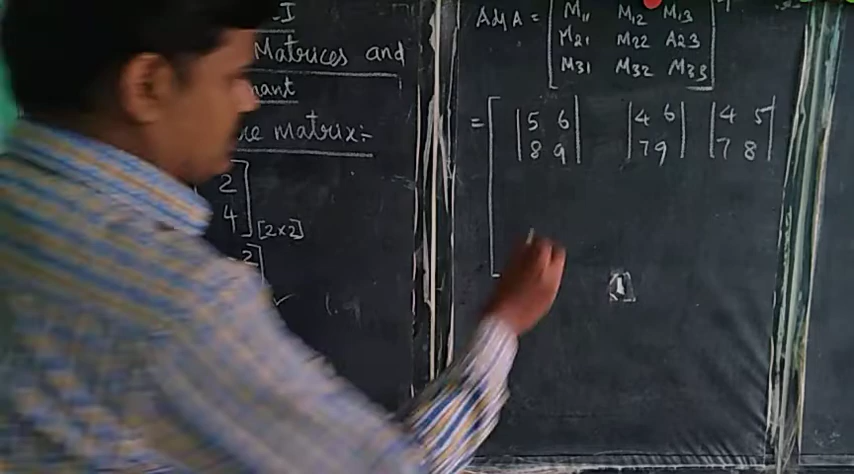 -I
Matrices and
nant
re Matrix:-
2
4 [2×2]
2
Adj A = [ M11 M12 M13
M21 M22 A23
M31 M32 M33 ]
= [ |5 6| |4 6| |4 5|
|8 9| |7 9| |7 8|